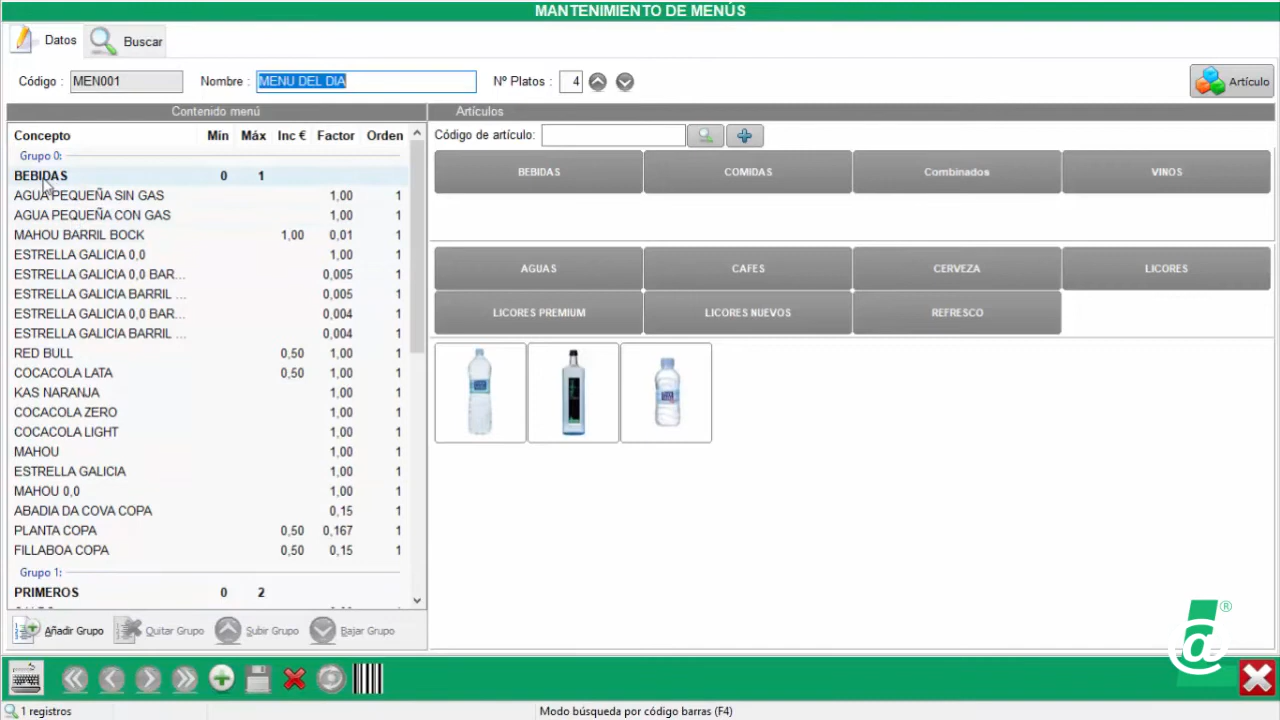 MANTENIMIENTO DE MENÚS
Datos Buscar
Código : MEN001 Nombre : MENU DEL DIA Nº Platos : 4 Artículo
Contenido menú
Concepto Mín Máx Inc € Factor Orden
Grupo 0:
BEBIDAS 0 1
AGUA PEQUEÑA SIN GAS 1,00 1
AGUA PEQUEÑA CON GAS 1,00 1
MAHOU BARRIL BOCK 1,00 0,01 1
ESTRELLA GALICIA 0,0 1,00 1
ESTRELLA GALICIA 0,0 BAR... 0,005 1
ESTRELLA GALICIA BARRIL ... 0,005 1
ESTRELLA GALICIA 0,0 BAR... 0,004 1
ESTRELLA GALICIA BARRIL ... 0,004 1
RED BULL 0,50 1,00 1
COCACOLA LATA 0,50 1,00 1
KAS NARANJA 1,00 1
COCACOLA ZERO 1,00 1
COCACOLA LIGHT 1,00 1
MAHOU 1,00 1
ESTRELLA GALICIA 1,00 1
MAHOU 0,0 1,00 1
ABADIA DA COVA COPA 0,15 1
PLANTA COPA 0,50 0,167 1
FILLABOA COPA 0,50 0,15 1
Grupo 1:
PRIMEROS 0 2
Añadir Grupo Quitar Grupo Subir Grupo Bajar Grupo
Artículos
Código de artículo:
BEBIDAS COMIDAS Combinados VINOS
AGUAS CAFES CERVEZA LICORES
LICORES PREMIUM LICORES NUEVOS REFRESCO
@ ®
1 registros Modo búsqueda por código barras (F4)